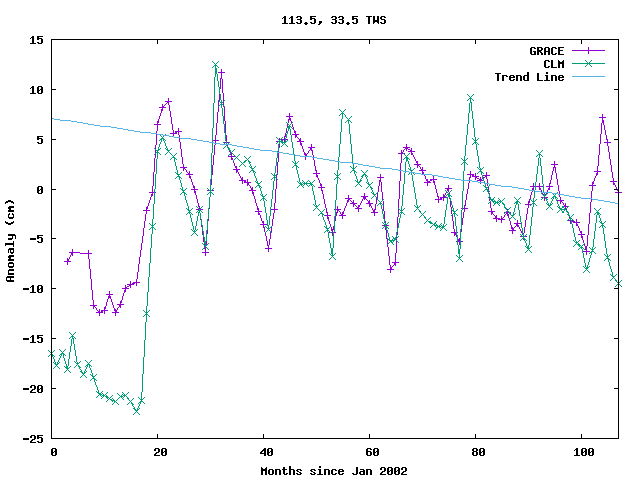 113.5, 33.5 TWS
GRACE
CLM
Trend Line
15
10
5
0
-5
-10
-15
-20
-25
Anomaly (cm)
0 20 40 60 80 100
Months since Jan 2002